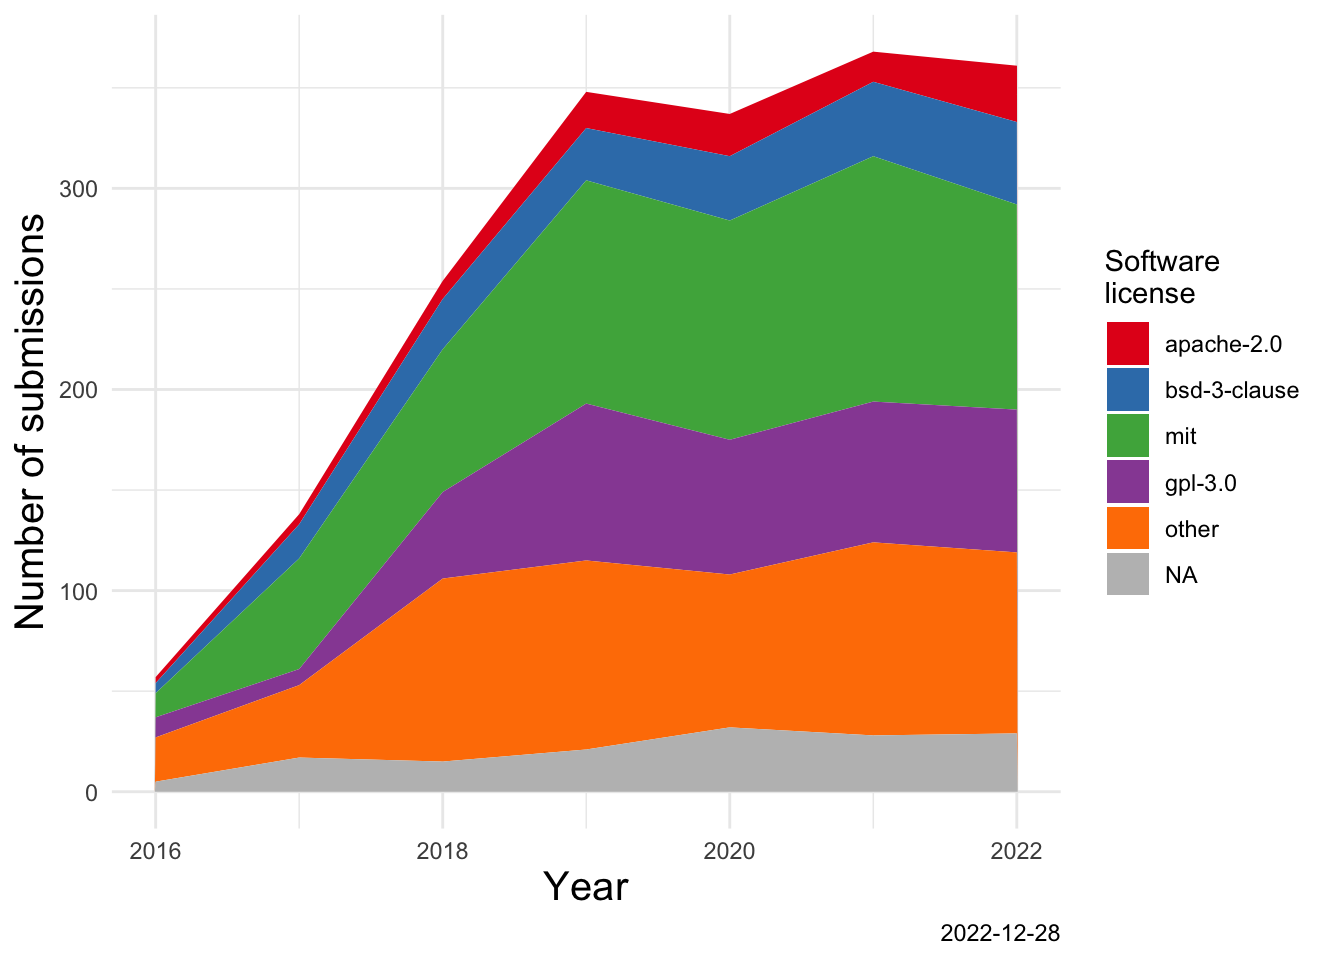 Number of submissions
300
200
100
0
2016
2018
2020
2022
Year
2022-12-28
Software
license
apache-2.0
bsd-3-clause
mit
gpl-3.0
other
NA